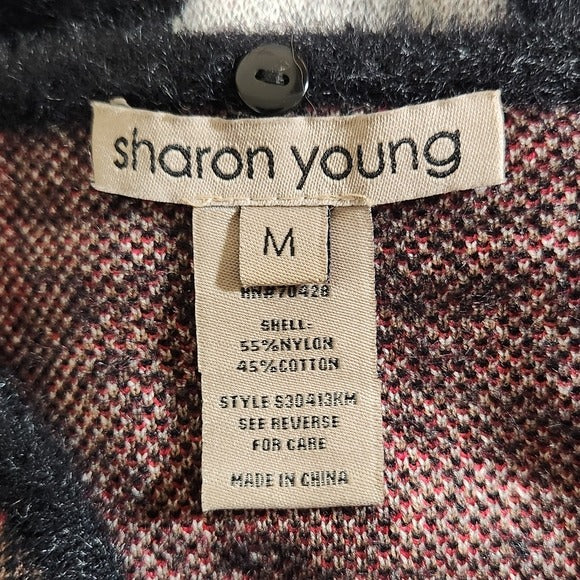 sharon young
M
RN#70428
SHELL:
55%NYLON
45%COTTON
STYLE S30413KM
SEE REVERSE
FOR CARE
MADE IN CHINA